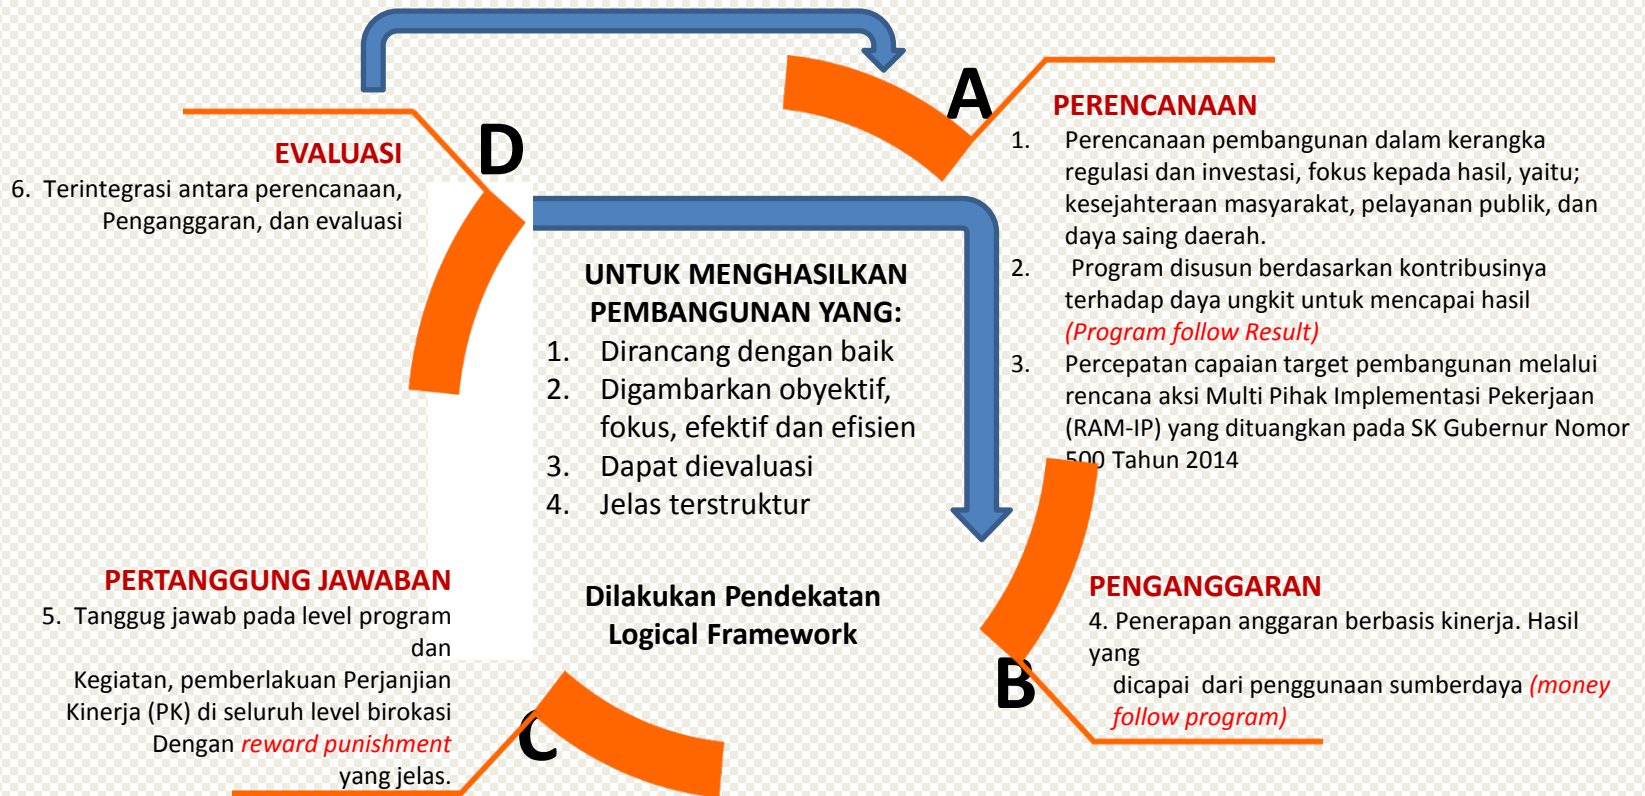 A
PERENCANAAN
1. Perencanaan pembangunan dalam kerangka
regulasi dan investasi, fokus kepada hasil, yaitu;
kesejahteraan masyarakat, pelayanan publik, dan
daya saing daerah.
2. Program disusun berdasarkan kontribusinya
terhadap daya ungkit untuk mencapai hasil
(Program follow Result)
3. Percepatan capaian target pembangunan melalui
rencana aksi Multi Pihak Implementasi Pekerjaan
(RAM-IP) yang dituangkan pada SK Gubernur Nomor
500 Tahun 2014
B
PENGANGGARAN
4. Penerapan anggaran berbasis kinerja. Hasil
yang
dicapai dari penggunaan sumberdaya (money
follow program)
C
PERTANGGUNG JAWABAN
5. Tanggug jawab pada level program
dan
Kegiatan, pemberlakuan Perjanjian
Kinerja (PK) di seluruh level birokasi
Dengan reward punishment
yang jelas.
D
EVALUASI
6. Terintegrasi antara perencanaan,
Penganggaran, dan evaluasi
UNTUK MENGHASILKAN
PEMBANGUNAN YANG:
1. Dirancang dengan baik
2. Digambarkan obyektif,
fokus, efektif dan efisien
3. Dapat dievaluasi
4. Jelas terstruktur
Dilakukan Pendekatan
Logical Framework